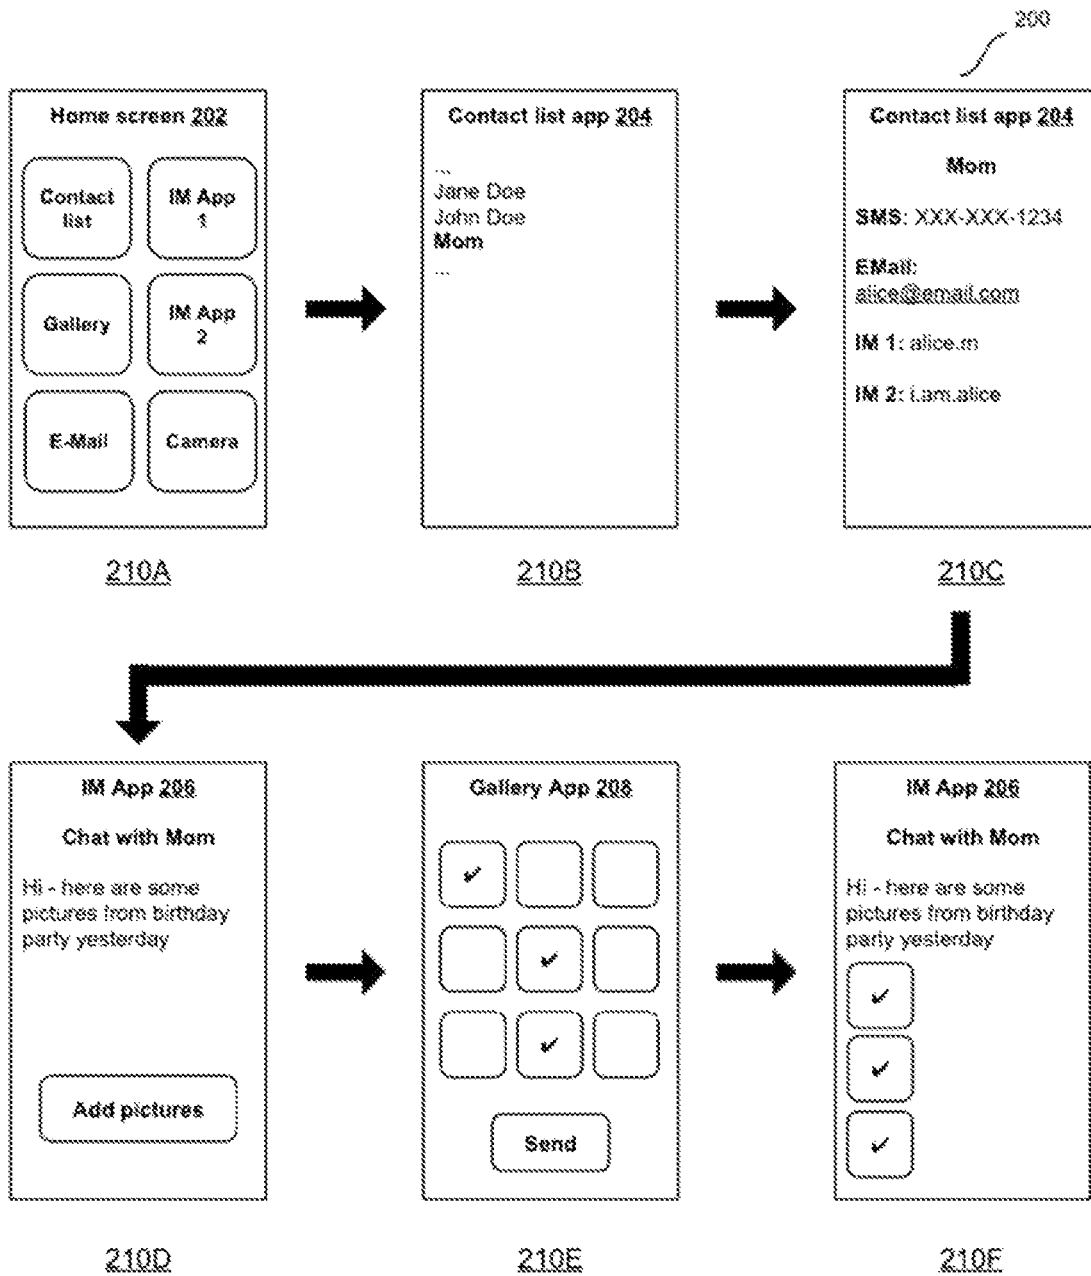 200
Home screen 202
Contact
list
IM App
1
Gallery
IM App
2
E-Mail
Camera
210A
Contact list app 204
...
Jane Doe
John Doe
Mom
...
210B
Contact list app 204
Mom
SMS: XXX-XXX-1234
EMail:
alice@email.com
IM 1: alice.m
IM 2: i.am.alice
210C
IM App 206
Chat with Mom
Hi - here are some
pictures from birthday
party yesterday
Add pictures
210D
Gallery App 208
Send
210E
IM App 206
Chat with Mom
Hi - here are some
pictures from birthday
party yesterday
210F